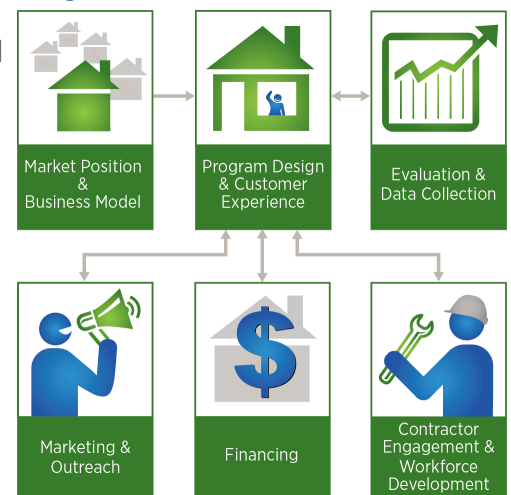 Market Position
&
Business Model
Program Design
& Customer
Experience
Evaluation &
Data Collection
Marketing &
Outreach
$
Financing
Contractor
Engagement &
Workforce
Development